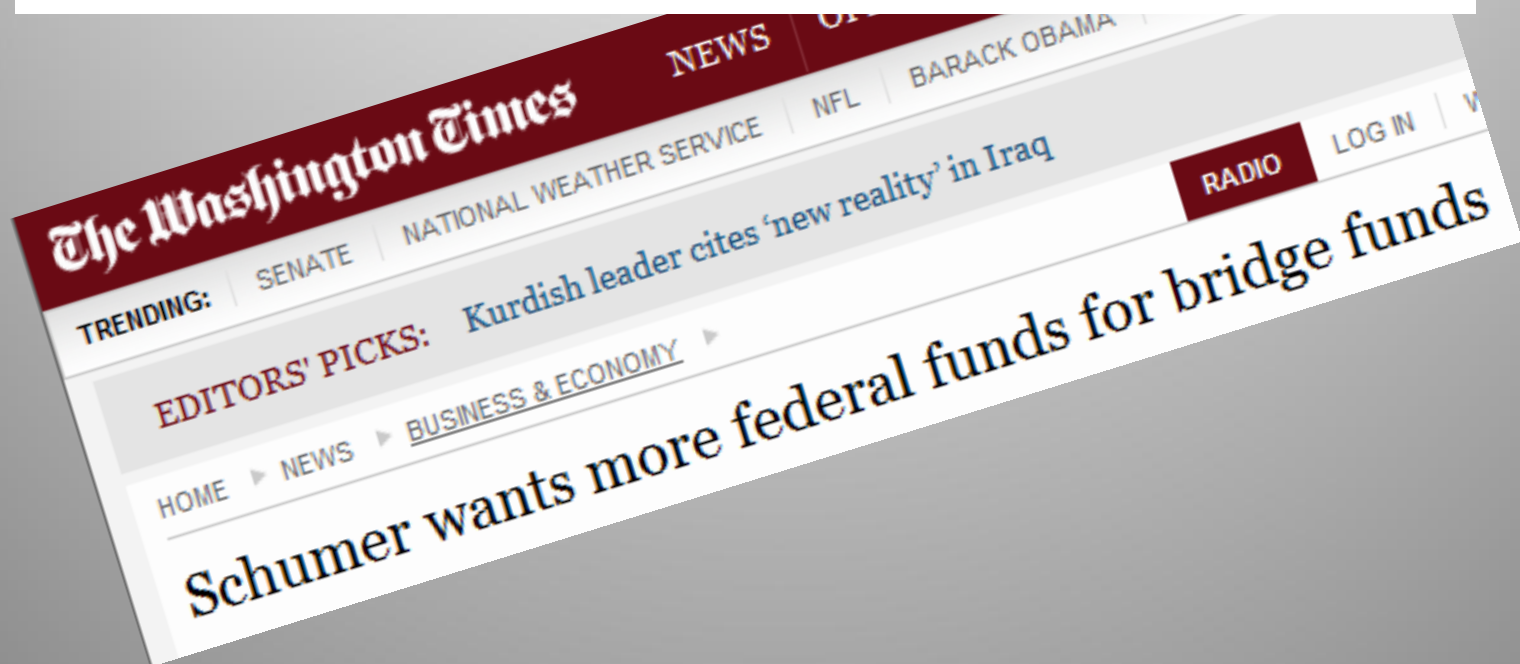 The Washington Times
NEWS
TRENDING: SENATE NATIONAL WEATHER SERVICE NFL BARACK OBAMA
EDITORS' PICKS: Kurdish leader cites ‘new reality’ in Iraq
RADIO LOG IN
HOME NEWS BUSINESS & ECONOMY
Schumer wants more federal funds for bridge funds